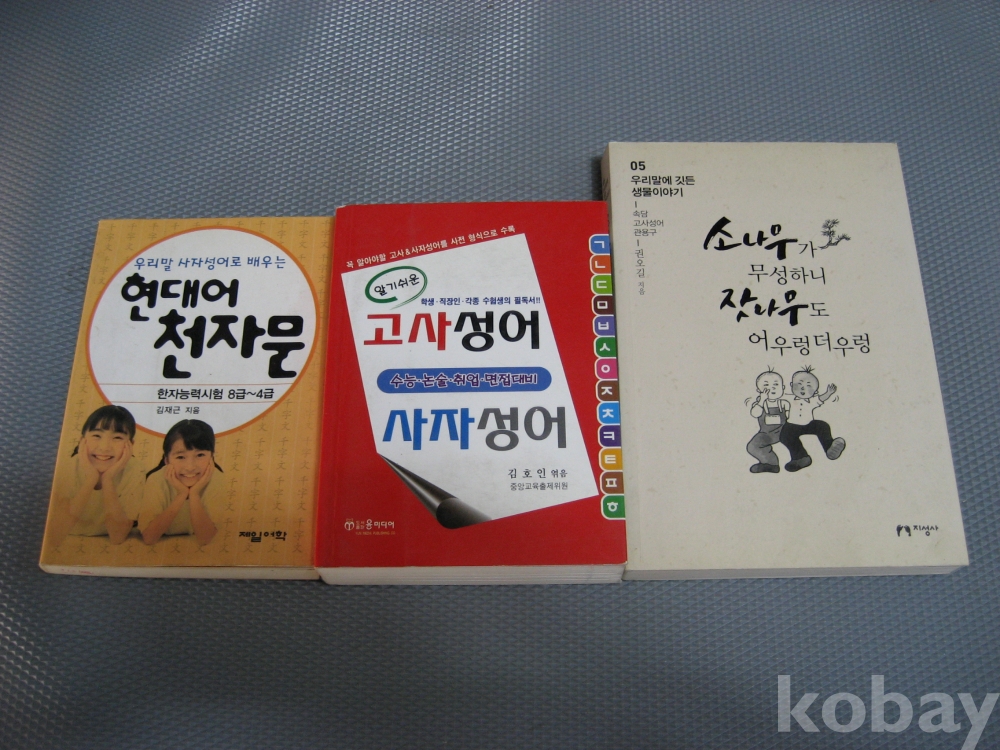 우리말 사자성어로 배우는
현대어
천자문
한자능력시험 8급~4급
김재근 지음
제일어학
꼭 알아야할 고사&사자성어를 사전 형식으로 수록
알기쉬운
학생·직장인·각종 수험생의 필독서!!
고사성어
수능·논술·취업·면접대비
사자성어
김호인 엮음
중앙교육출제위원
윤미디어
ㄱ
ㄴ
ㄷ
ㅁ
ㅂ
ㅅ
ㅇ
ㅈ
ㅊ
ㅋ
ㅌ
ㅍ
ㅎ
05
우리말에 깃든
생물이야기
속담
고사성어
관용구
권오길 지음
소나무가
무성하니
잣나무도
어우렁더우렁
지성사
kobay